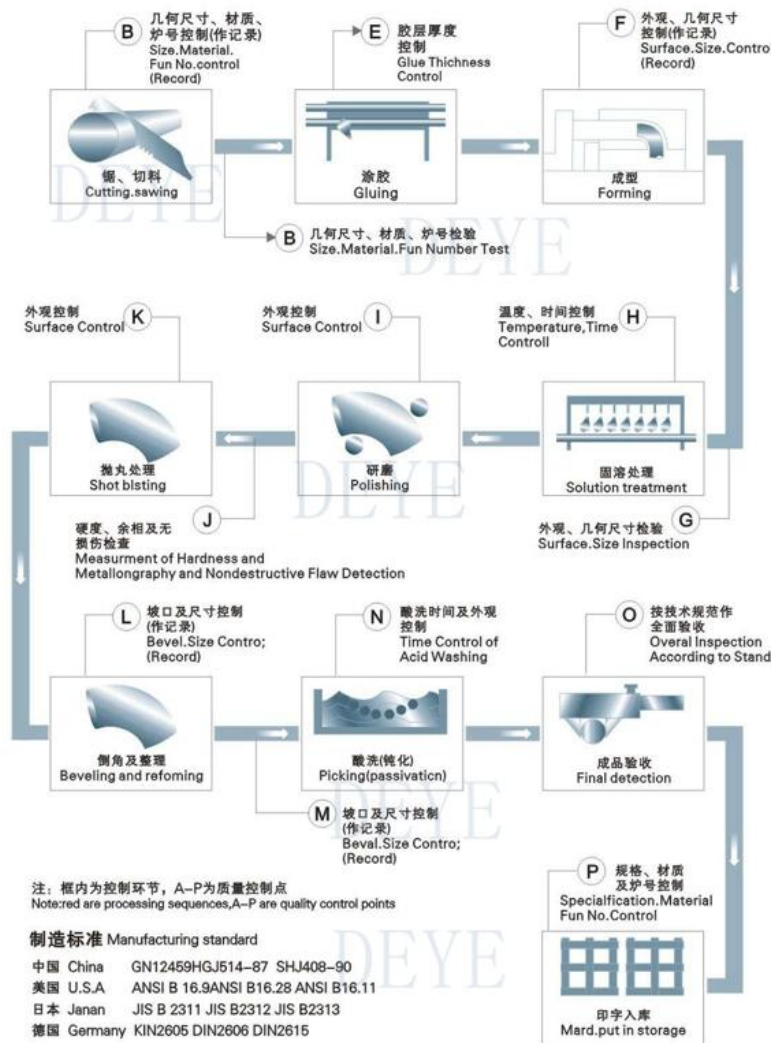 B
几何尺寸、材质、
炉号控制(作记录)
Size.Material.
Fun No.control
(Record)
E
胶层厚度
控制
Glue Thichness
Control
F
外观、几何尺寸
控制(作记录)
Surface.Size.Contro
(Record)
锯、切料
Cutting.sawing
涂胶
Gluing
成型
Forming
B
几何尺寸、材质、炉号检验
Size.Material.Fun Number Test
DEYE
DEYE
外观控制
Surface Control
K
外观控制
Surface Control
I
温度、时间控制
Temperature,Time
Controll
H
抛丸处理
Shot blsting
研磨
Polishing
固溶处理
Solution treatment
DEYE
J
硬度、余相及无
损伤检查
Measurment of Hardness and
Metallongraphy and Nondestructive Flaw Detection
G
外观、几何尺寸检验
Surface.Size Inspection
L
坡口及尺寸控制
(作记录)
Bevel.Size Contro;
(Record)
N
酸洗时间及外观
控制
Time Control of
Acid Washing
O
按技术规范作
全面验收
Overal Inspection
According to Stand
倒角及整理
Beveling and refoming
酸洗(钝化)
Picking(passivaticn)
成品验收
Final detection
DEYE
M
坡口及尺寸控制
(作记录)
Beval.Size Contro;
(Record)
P
规格、材质
及炉号控制
Specialfication.Material
Fun No.Control
印字入库
Mard.put in storage
注：框内为控制环节，A-P为质量控制点
Note:red are processing sequences,A-P are quality control points
DEYE
制造标准 Manufacturing standard
中国 China GN12459HGJ514-87 SHJ408-90
美国 U.S.A ANSI B 16.9ANSI B16.28 ANSI B16.11
日本 Janan JIS B 2311 JIS B2312 JIS B2313
德国 Germany KIN2605 DIN2606 DIN2615